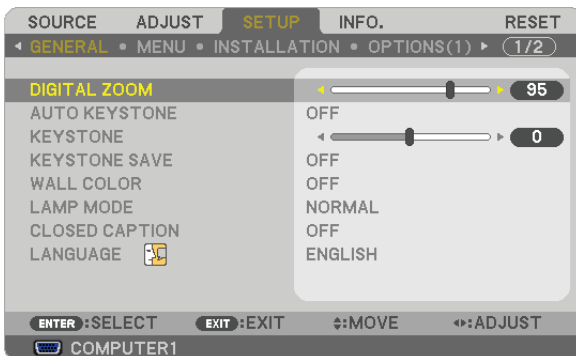 SOURCE ADJUST SETUP INFO. RESET
GENERAL • MENU • INSTALLATION • OPTIONS(1) 1/2
DIGITAL ZOOM 95
AUTO KEYSTONE OFF
KEYSTONE 0
KEYSTONE SAVE OFF
WALL COLOR OFF
LAMP MODE NORMAL
CLOSED CAPTION OFF
LANGUAGE ENGLISH
ENTER :SELECT EXIT :EXIT :MOVE :ADJUST
COMPUTER1